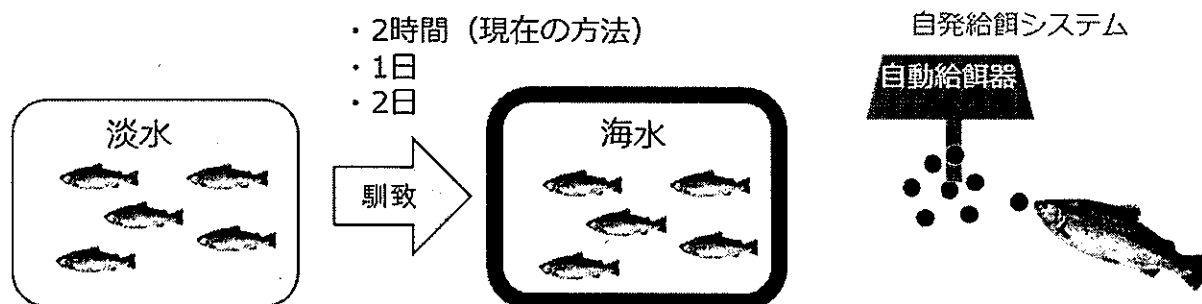 ・2時間（現在の方法）
・1日
・2日
淡水
馴致
海水
自発給餌システム
自動給餌器